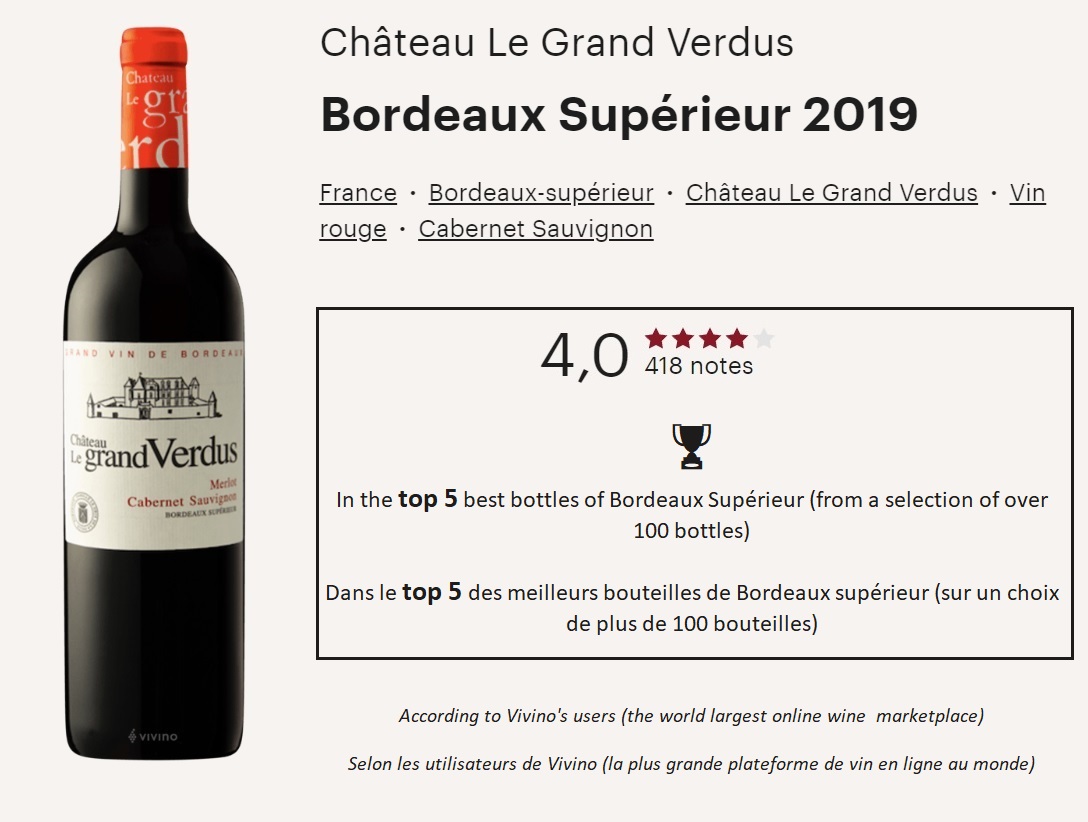 Château Le Grand Verdus
Bordeaux Supérieur 2019
France · Bordeaux-supérieur · Château Le Grand Verdus · Vin
rouge · Cabernet Sauvignon
4,0
418 notes
In the top 5 best bottles of Bordeaux Supérieur (from a selection of over
100 bottles)
Dans le top 5 des meilleurs bouteilles de Bordeaux supérieur (sur un choix
de plus de 100 bouteilles)
According to Vivino's users (the world largest online wine  marketplace)
Selon les utilisateurs de Vivino (la plus grande plateforme de vin en ligne au monde)
Chateau
Le gra
erd
GRAND VIN DE BORDEAUX
Château
Le grand Verdus
Merlot
Cabernet Sauvignon
BORDEAUX SUPÉRIEUR
VIVINO